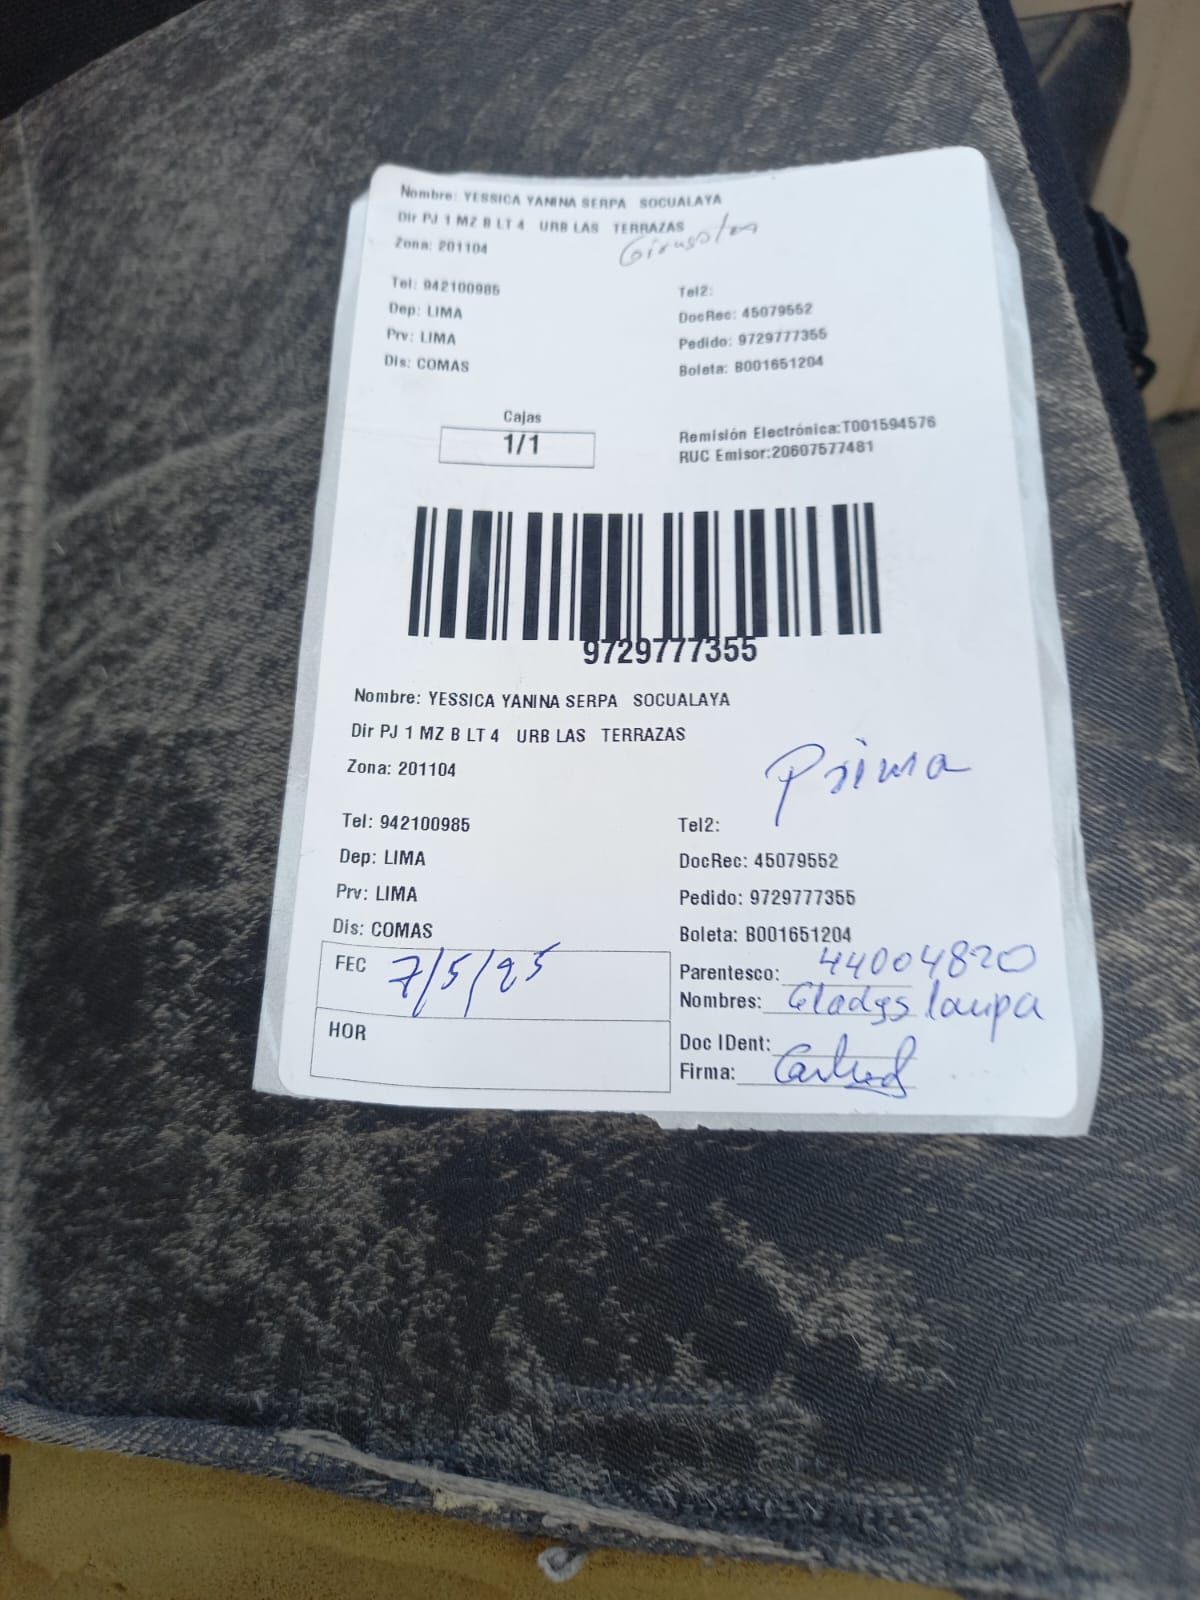 Nombre: YESSICA YANINA SERPA SOCUALAYA
Dir PJ 1 MZ B LT 4 URB LAS TERRAZAS
Zona: 201104
Tel: 942100985
Tel2:
Dep: LIMA
DocRec: 45079552
Prv: LIMA
Pedido: 9729777355
Dis: COMAS
Boleta: B001651204
Cajas
1/1
Remisión Electrónica:T001594576
RUC Emisor:20607577481
9729777355
Nombre: YESSICA YANINA SERPA SOCUALAYA
Dir PJ 1 MZ B LT 4 URB LAS TERRAZAS
Prima
Zona: 201104
Tel: 942100985
Tel2:
Dep: LIMA
DocRec: 45079552
Prv: LIMA
Pedido: 9729777355
Dis: COMAS
Boleta: B001651204
FEC 7/5/25
Parentesco: 44004820
Nombres: Gladys laupa
HOR
Doc IDent:
Firma: